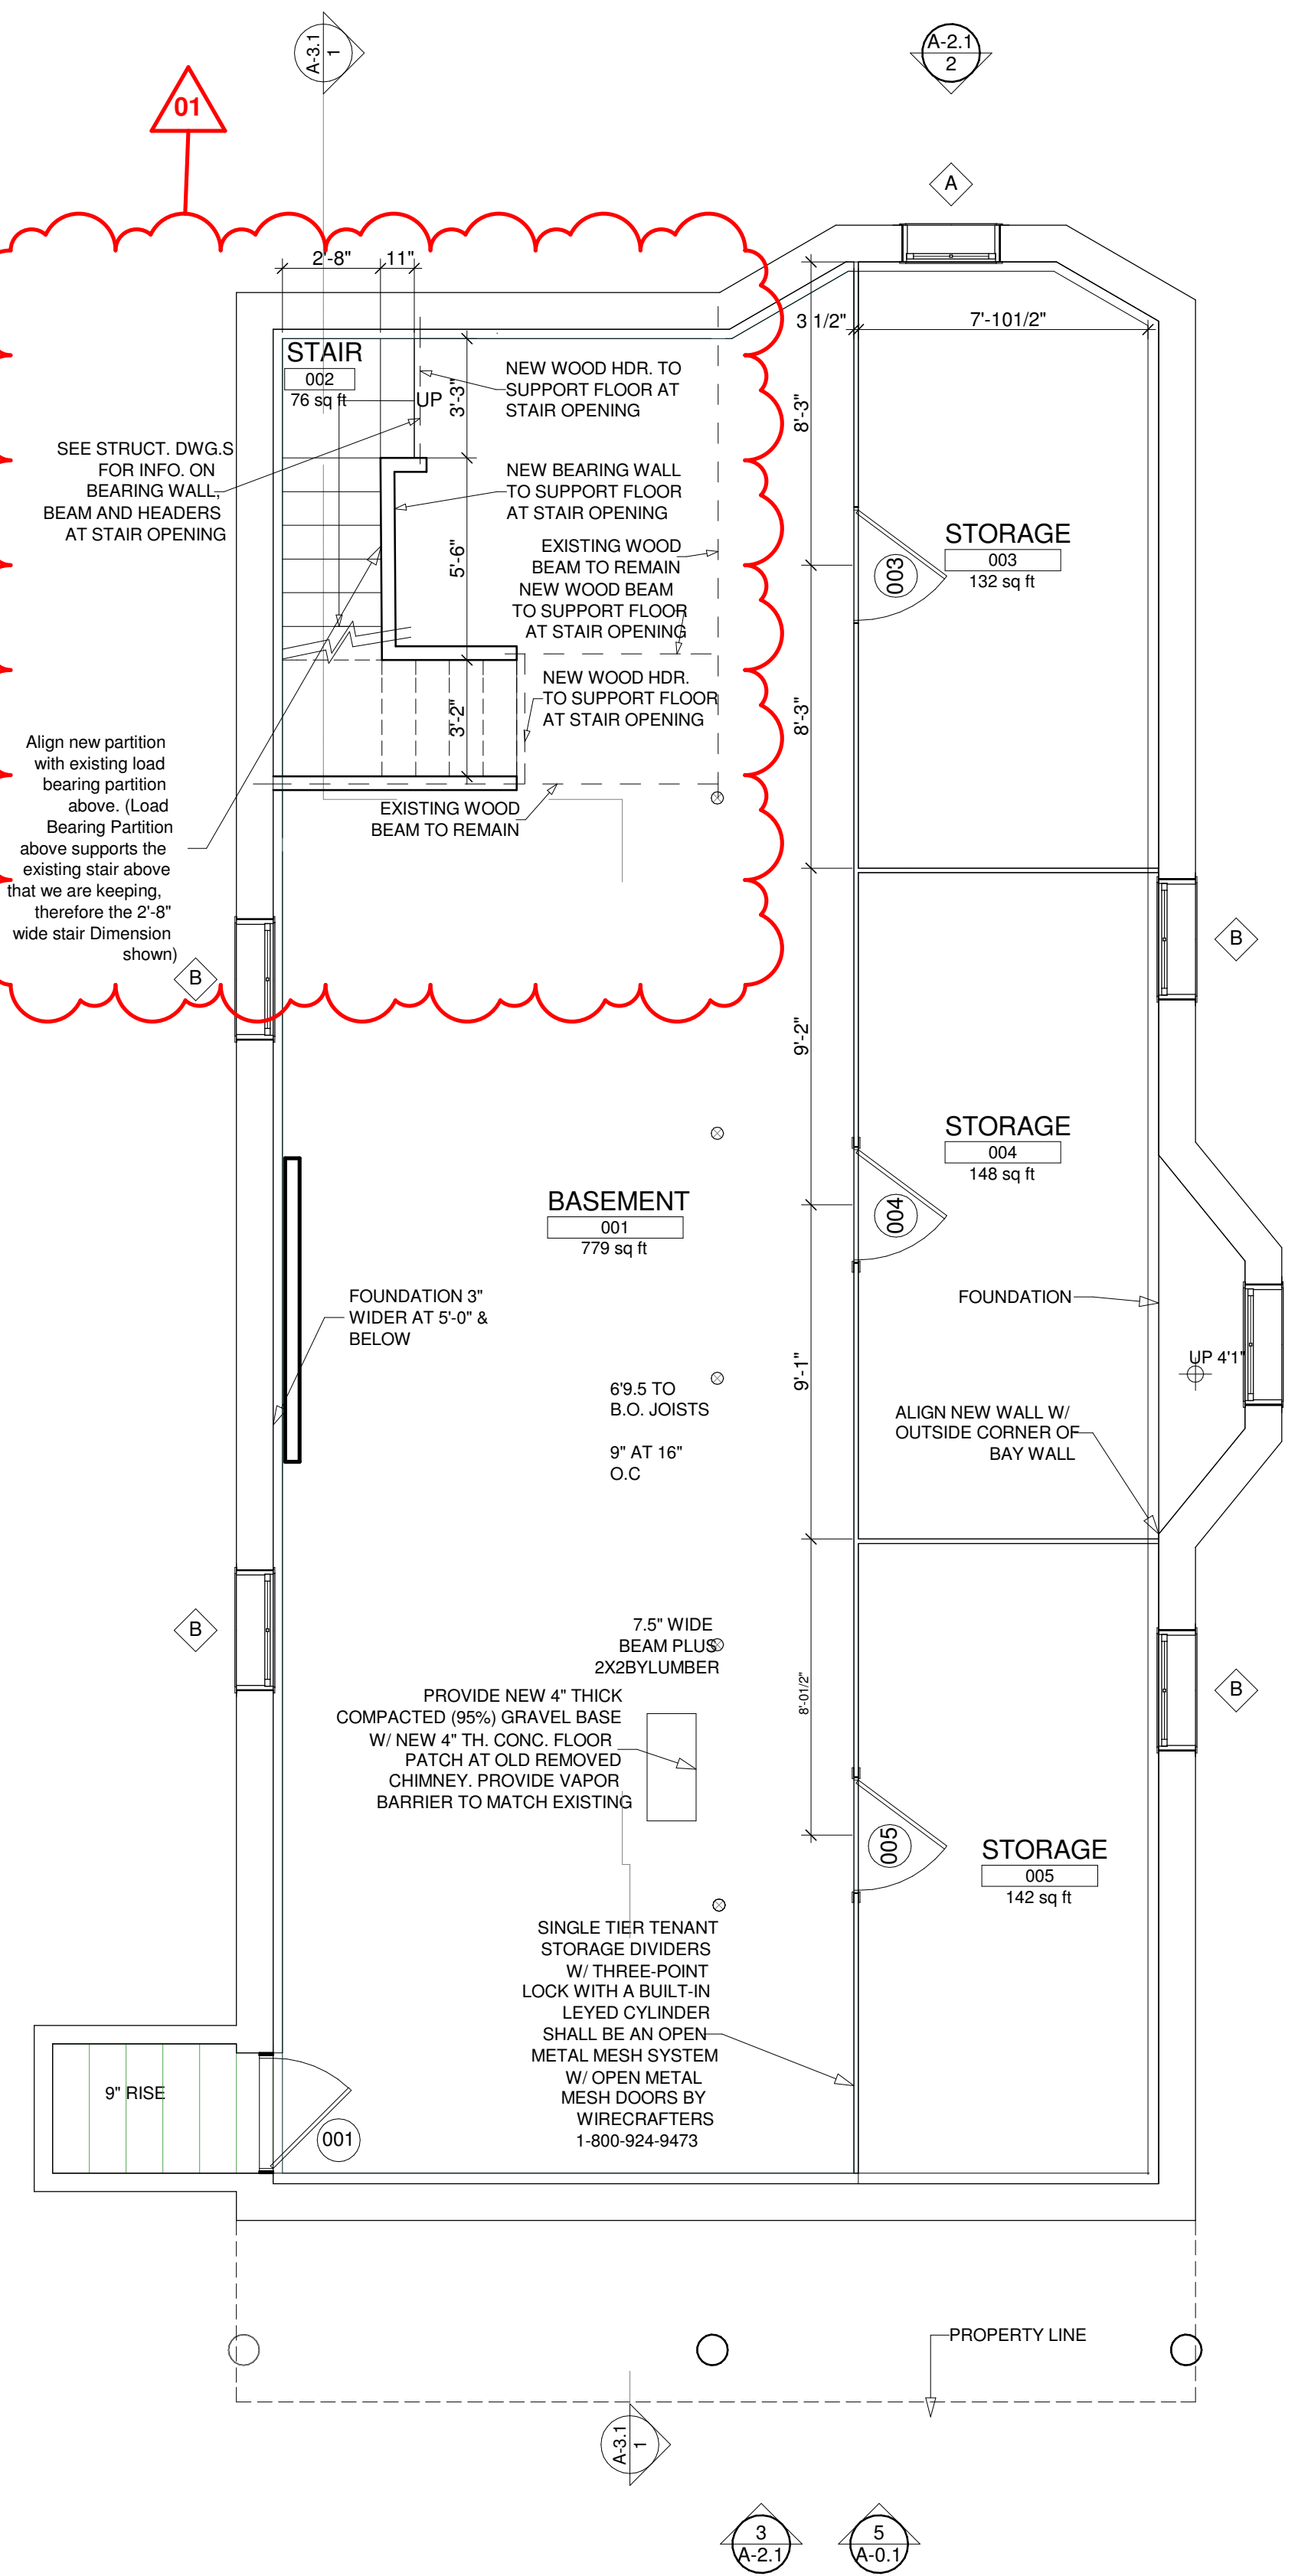 A-3.1
1
A-2.1
2
01
A
2'-8"
11"
3 1/2"
7'-101/2"
STAIR
002
76 sq ft
UP
3'-3"
NEW WOOD HDR. TO
SUPPORT FLOOR AT
STAIR OPENING
8'-3"
SEE STRUCT. DWG.S
FOR INFO. ON
BEARING WALL,
BEAM AND HEADERS
AT STAIR OPENING
NEW BEARING WALL
TO SUPPORT FLOOR
AT STAIR OPENING
5'-6"
EXISTING WOOD
BEAM TO REMAIN
NEW WOOD BEAM
TO SUPPORT FLOOR
AT STAIR OPENING
STORAGE
003
132 sq ft
003
NEW WOOD HDR.
TO SUPPORT FLOOR
AT STAIR OPENING
3'-2"
8'-3"
Align new partition
with existing load
bearing partition
above. (Load
Bearing Partition
above supports the
existing stair above
that we are keeping,
therefore the 2'-8"
wide stair Dimension
shown)
EXISTING WOOD
BEAM TO REMAIN
B
B
9'-2"
STORAGE
004
148 sq ft
004
BASEMENT
001
779 sq ft
FOUNDATION 3"
WIDER AT 5'-0" &
BELOW
FOUNDATION
UP 4'1"
9'-1"
6'9.5 TO
B.O. JOISTS
9" AT 16"
O.C
ALIGN NEW WALL W/
OUTSIDE CORNER OF
BAY WALL
B
7.5" WIDE
BEAM PLUS
2X2BYLUMBER
8'-01/2"
B
PROVIDE NEW 4" THICK
COMPACTED (95%) GRAVEL BASE
W/ NEW 4" TH. CONC. FLOOR
PATCH AT OLD REMOVED
CHIMNEY. PROVIDE VAPOR
BARRIER TO MATCH EXISTING
005
STORAGE
005
142 sq ft
SINGLE TIER TENANT
STORAGE DIVIDERS
W/ THREE-POINT
LOCK WITH A BUILT-IN
LEYED CYLINDER
SHALL BE AN OPEN
METAL MESH SYSTEM
W/ OPEN METAL
MESH DOORS BY
WIRECRAFTERS
1-800-924-9473
9" RISE
001
PROPERTY LINE
A-3.1
1
3
A-2.1
5
A-0.1